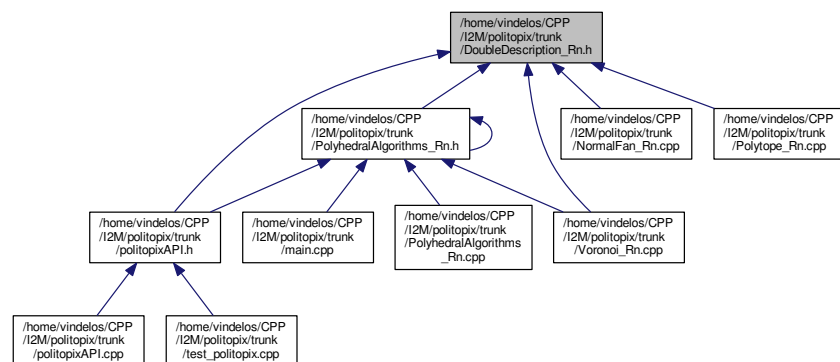 /home/vindelos/CPP
/I2M/politopix/trunk
/DoubleDescription_Rn.h
/home/vindelos/CPP
/I2M/politopix/trunk
/PolyhedralAlgorithms_Rn.h
/home/vindelos/CPP
/I2M/politopix/trunk
/NormalFan_Rn.cpp
/home/vindelos/CPP
/I2M/politopix/trunk
/Polytope_Rn.cpp
/home/vindelos/CPP
/I2M/politopix/trunk
/politopixAPI.h
/home/vindelos/CPP
/I2M/politopix/trunk
/main.cpp
/home/vindelos/CPP
/I2M/politopix/trunk
/PolyhedralAlgorithms
_Rn.cpp
/home/vindelos/CPP
/I2M/politopix/trunk
/Voronoi_Rn.cpp
/home/vindelos/CPP
/I2M/politopix/trunk
/politopixAPI.cpp
/home/vindelos/CPP
/I2M/politopix/trunk
/test_politopix.cpp